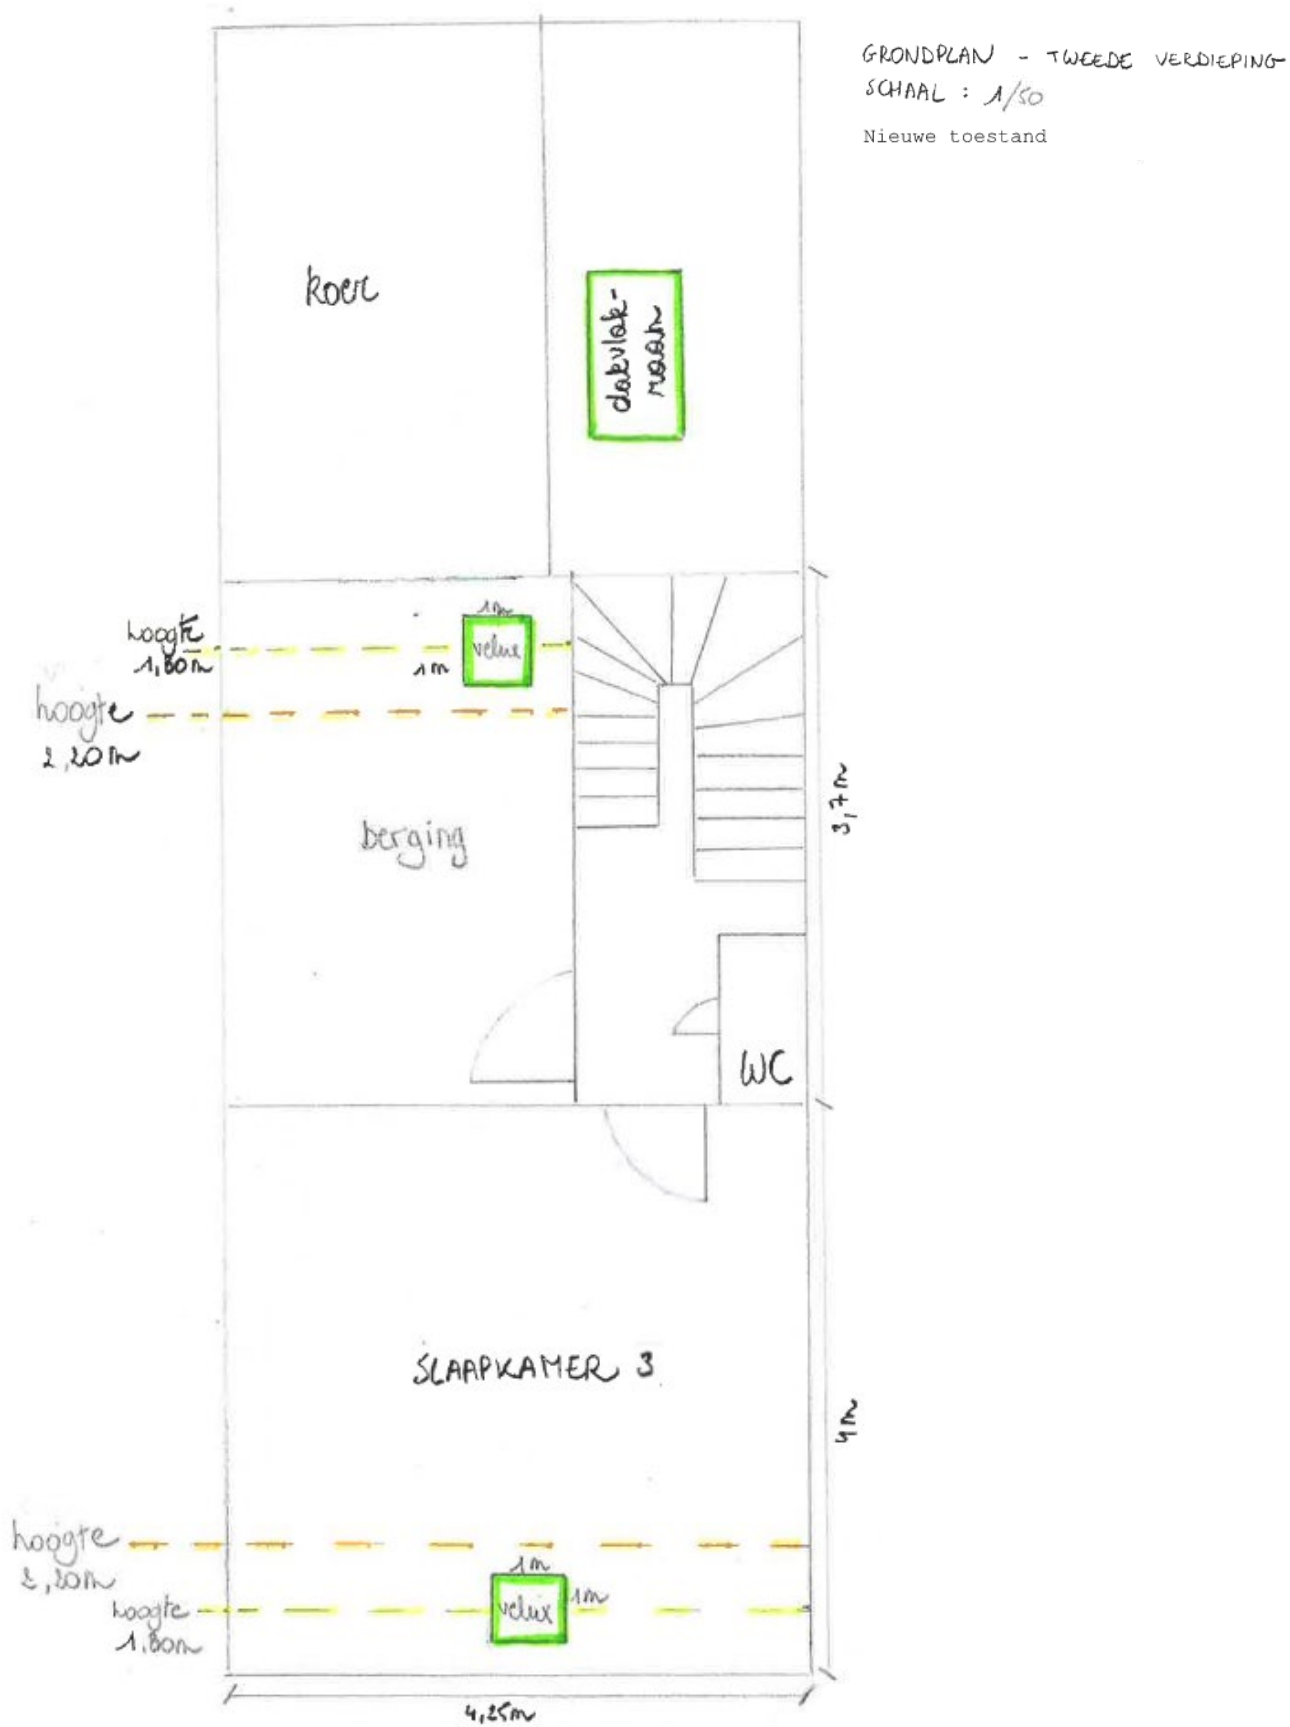 GRONDPLAN - TWEEDE VERDIEPING
SCHAAL : 1/50
Nieuwe toestand
koer
dakvlak-
raam
1m
hoogte
1,80m
velux
1m
hoogte
2,20m
berging
3,7m
WC
SLAAPKAMER 3
4m
hoogte
2,20m
1m
1m
velux
hoogte
1,80m
4,25m